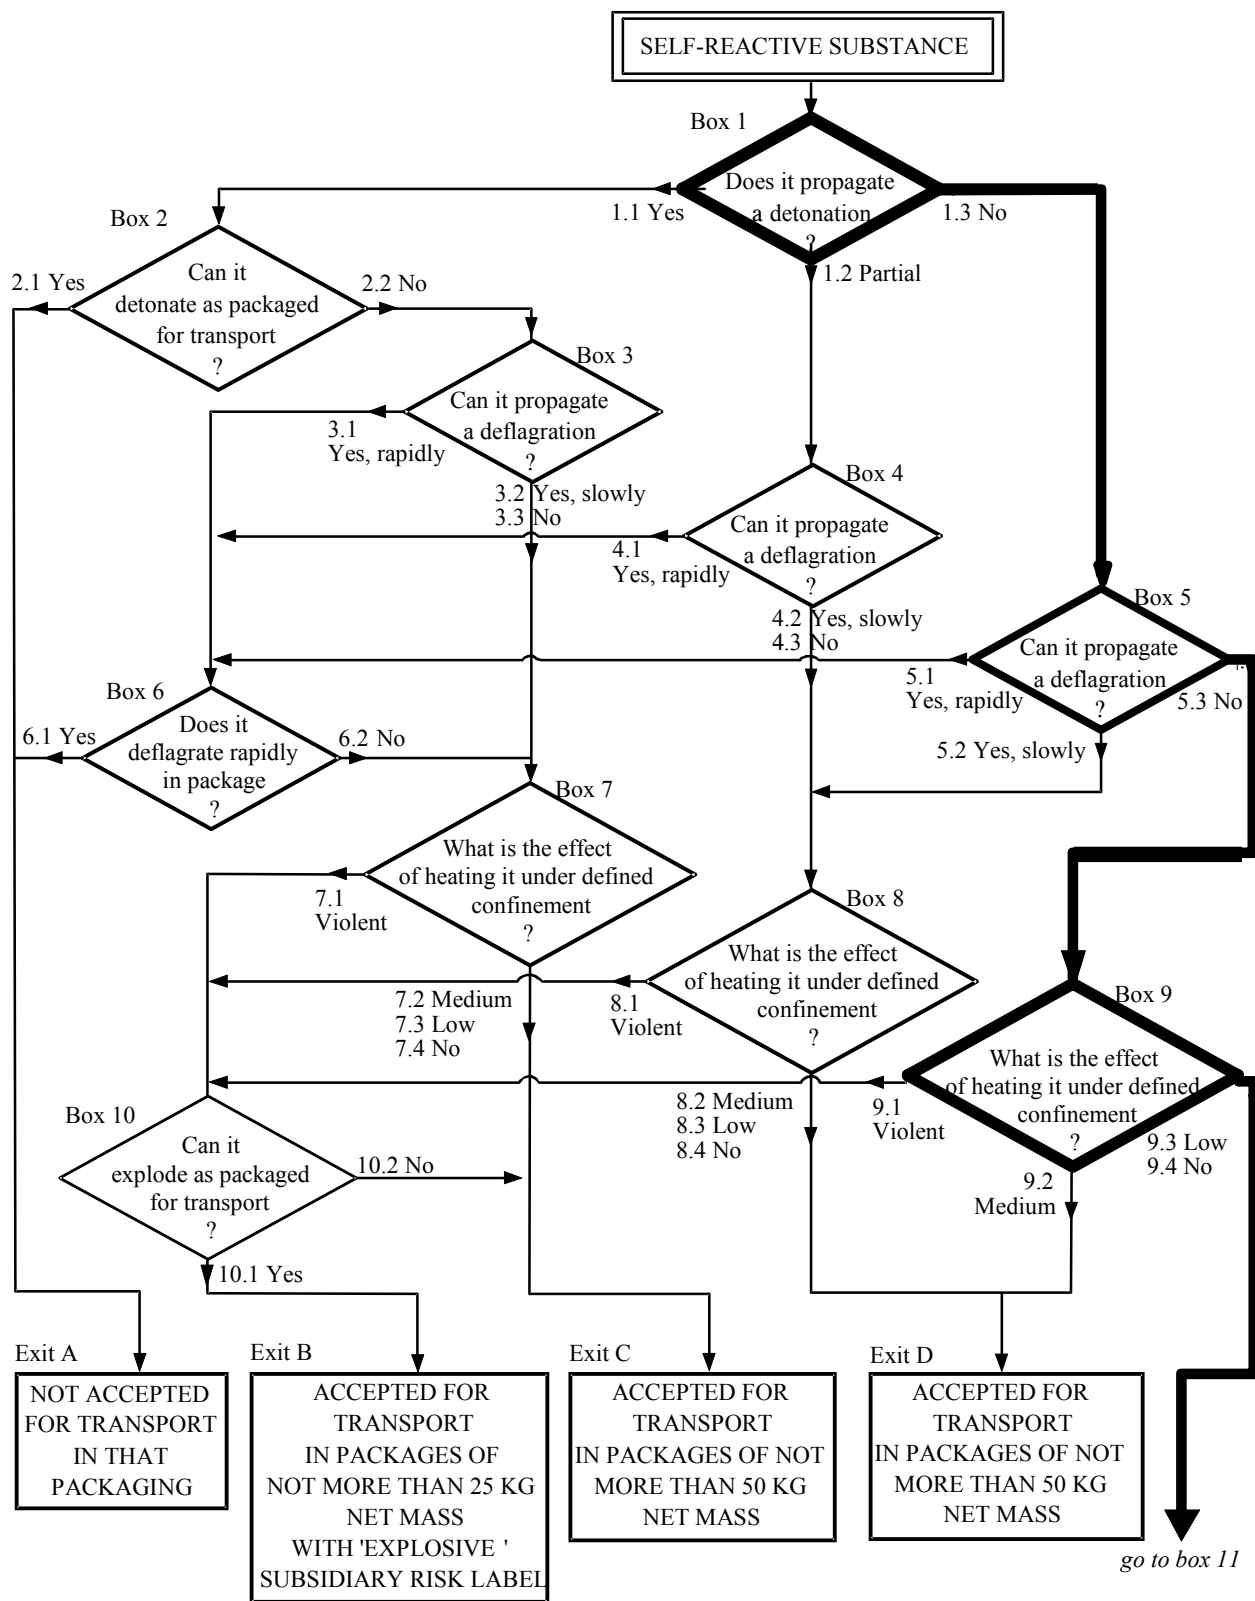 SELF-REACTIVE SUBSTANCE
Box 1
Does it propagate
a detonation
?
1.1 Yes
1.3 No
1.2 Partial
Box 2
Can it
detonate as packaged
for transport
?
2.1 Yes
2.2 No
Box 3
Can it propagate
a deflagration
?
3.1
Yes, rapidly
3.2 Yes, slowly
3.3 No
Box 4
Can it propagate
a deflagration
?
4.1
Yes, rapidly
4.2 Yes, slowly
4.3 No
Box 5
Can it propagate
a deflagration
?
5.1
Yes, rapidly
5.3 No
5.2 Yes, slowly
Box 6
Does it
deflagrate rapidly
in package
?
6.1 Yes
6.2 No
Box 7
What is the effect
of heating it under defined
confinement
?
7.1
Violent
7.2 Medium
7.3 Low
7.4 No
Box 8
What is the effect
of heating it under defined
confinement
?
8.1
Violent
8.2 Medium
8.3 Low
8.4 No
Box 9
What is the effect
of heating it under defined
confinement
?
9.1
Violent
9.3 Low
9.4 No
9.2
Medium
Box 10
Can it
explode as packaged
for transport
?
10.2 No
10.1 Yes
Exit A
NOT ACCEPTED
FOR TRANSPORT
IN THAT
PACKAGING
Exit B
ACCEPTED FOR
TRANSPORT
IN PACKAGES OF
NOT MORE THAN 25 KG
NET MASS
WITH 'EXPLOSIVE '
SUBSIDIARY RISK LABEL
Exit C
ACCEPTED FOR
TRANSPORT
IN PACKAGES OF NOT
MORE THAN 50 KG
NET MASS
Exit D
ACCEPTED FOR
TRANSPORT
IN PACKAGES OF NOT
MORE THAN 50 KG
NET MASS
go to box 11